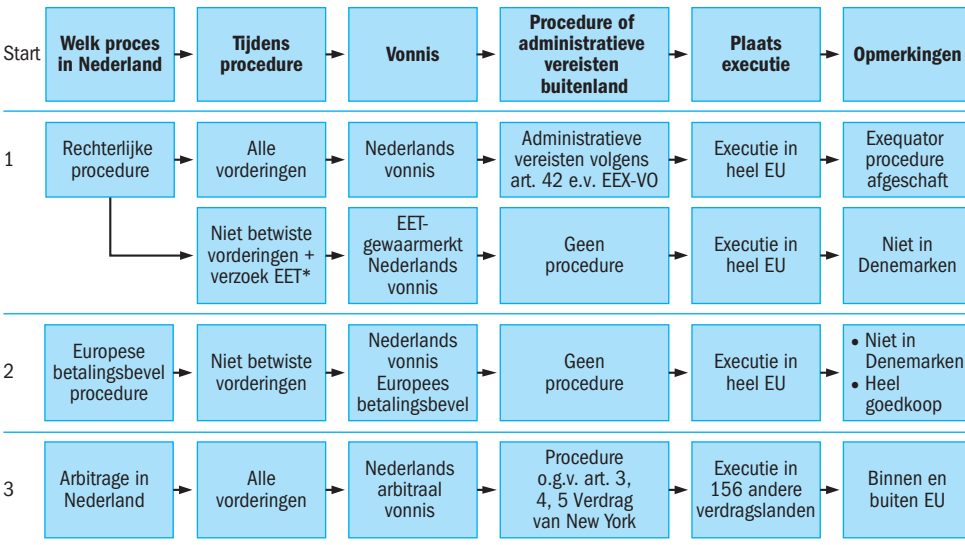 Start
Welk proces
in Nederland
Tijdens
procedure
Vonnis
Procedure of
administratieve
vereisten
buitenland
Plaats
executie
Opmerkingen
1
Rechterlijke
procedure
Alle
vorderingen
Nederlands
vonnis
Administratieve
vereisten volgens
art. 42 e.v. EEX-VO
Executie in
heel EU
Exequator
procedure
afgeschaft
Niet betwiste
vorderingen +
verzoek EET*
EET-
gewaarmerkt
Nederlands
vonnis
Geen
procedure
Executie in
heel EU
Niet in
Denemarken
2
Europese
betalingsbevel
procedure
Niet betwiste
vorderingen
Nederlands
vonnis
Europees
betalingsbevel
Geen
procedure
Executie in
heel EU
• Niet in
Denemarken
• Heel
goedkoop
3
Arbitrage in
Nederland
Alle
vorderingen
Nederlands
arbitraal
vonnis
Procedure
o.g.v. art. 3,
4, 5 Verdrag
van New York
Executie in
156 andere
verdragslanden
Binnen en
buiten EU